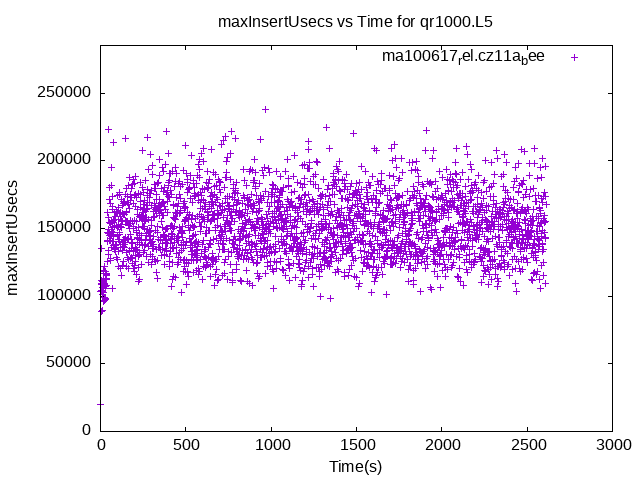 maxInsertUsecs vs Time for qr1000.L5
ma100617rel.cz11abee
250000
200000
150000
100000
50000
0
maxInsertUsecs
0 500 1000 1500 2000 2500 3000
Time(s)